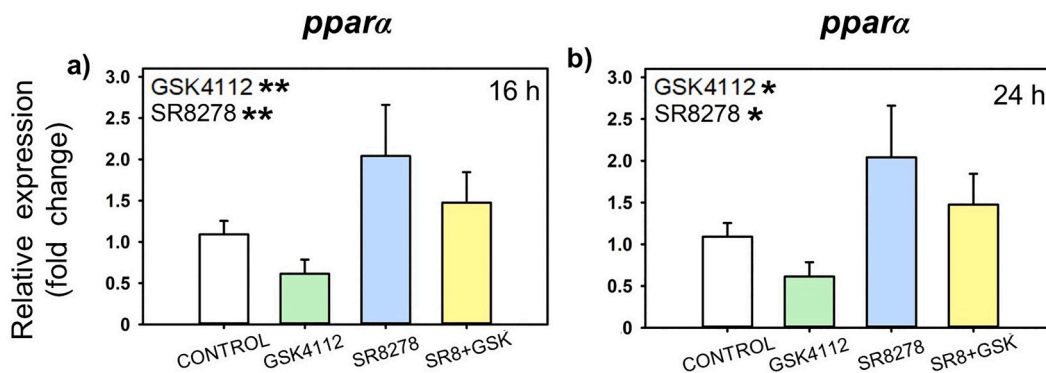 pparα
pparα
a)
b)
Relative expression
(fold change)
3.0
2.5
2.0
1.5
1.0
0.5
0
GSK4112 **
SR8278 **
16 h
CONTROL
GSK4112
SR8278
SR8+GSK
3.0
2.5
2.0
1.5
1.0
0.5
0
GSK4112 *
SR8278 *
24 h
CONTROL
GSK4112
SR8278
SR8+GSK